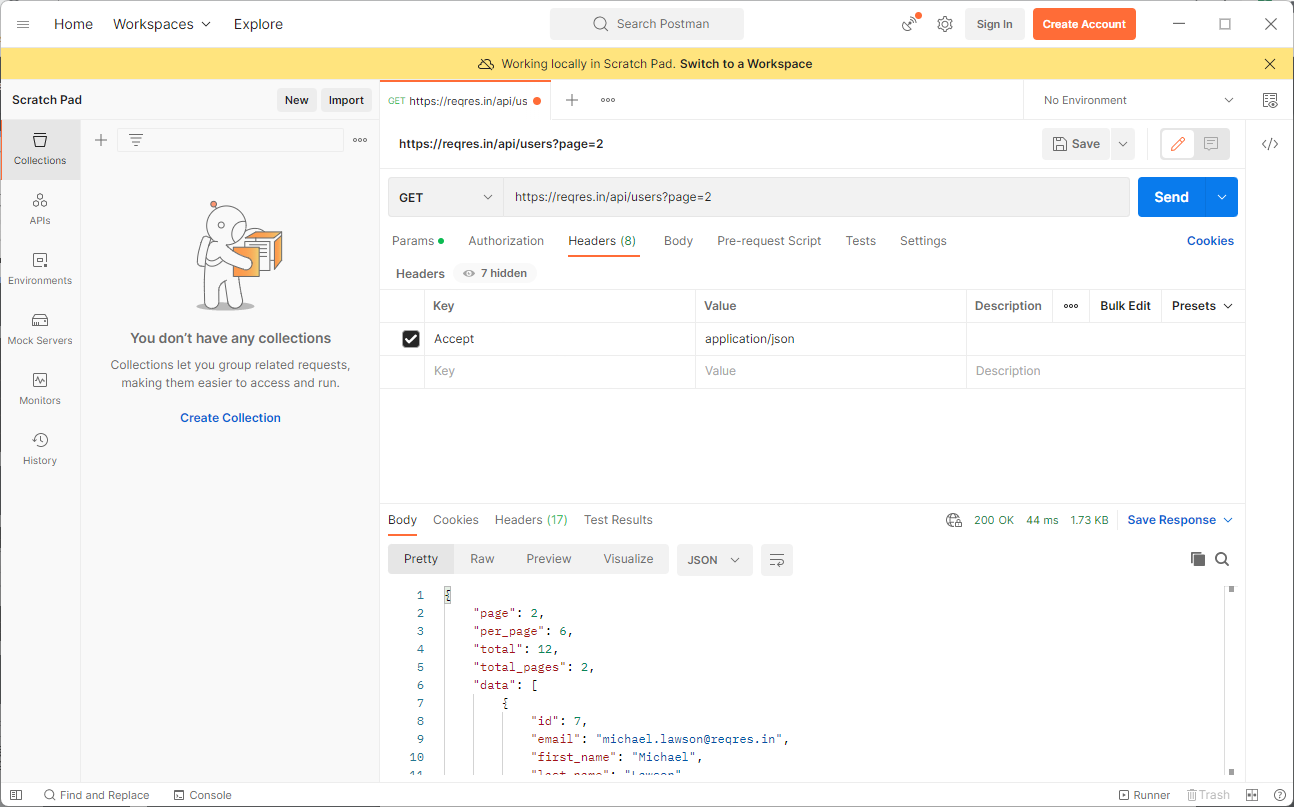 Home Workspaces Explore Search Postman Sign In Create Account
Working locally in Scratch Pad. Switch to a Workspace
Scratch Pad New Import GET https://reqres.in/api/us No Environment
Collections
APIs
Environments
Mock Servers
Monitors
History
You don't have any collections
Collections let you group related requests,
making them easier to access and run.
Create Collection
https://reqres.in/api/users?page=2 Save
GET https://reqres.in/api/users?page=2 Send
Params Authorization Headers (8) Body Pre-request Script Tests Settings Cookies
Headers 7 hidden
Key Value Description Bulk Edit Presets
Accept application/json
Key Value Description
Body Cookies Headers (17) Test Results 200 OK 44 ms 1.73 KB Save Response
Pretty Raw Preview Visualize JSON
1 {
2 "page": 2,
3 "per_page": 6,
4 "total": 12,
5 "total_pages": 2,
6 "data": [
7 {
8 "id": 7,
9 "email": "michael.lawson@reqres.in",
10 "first_name": "Michael",
11 "last_name": "Lawson"
Find and Replace Console Runner Trash